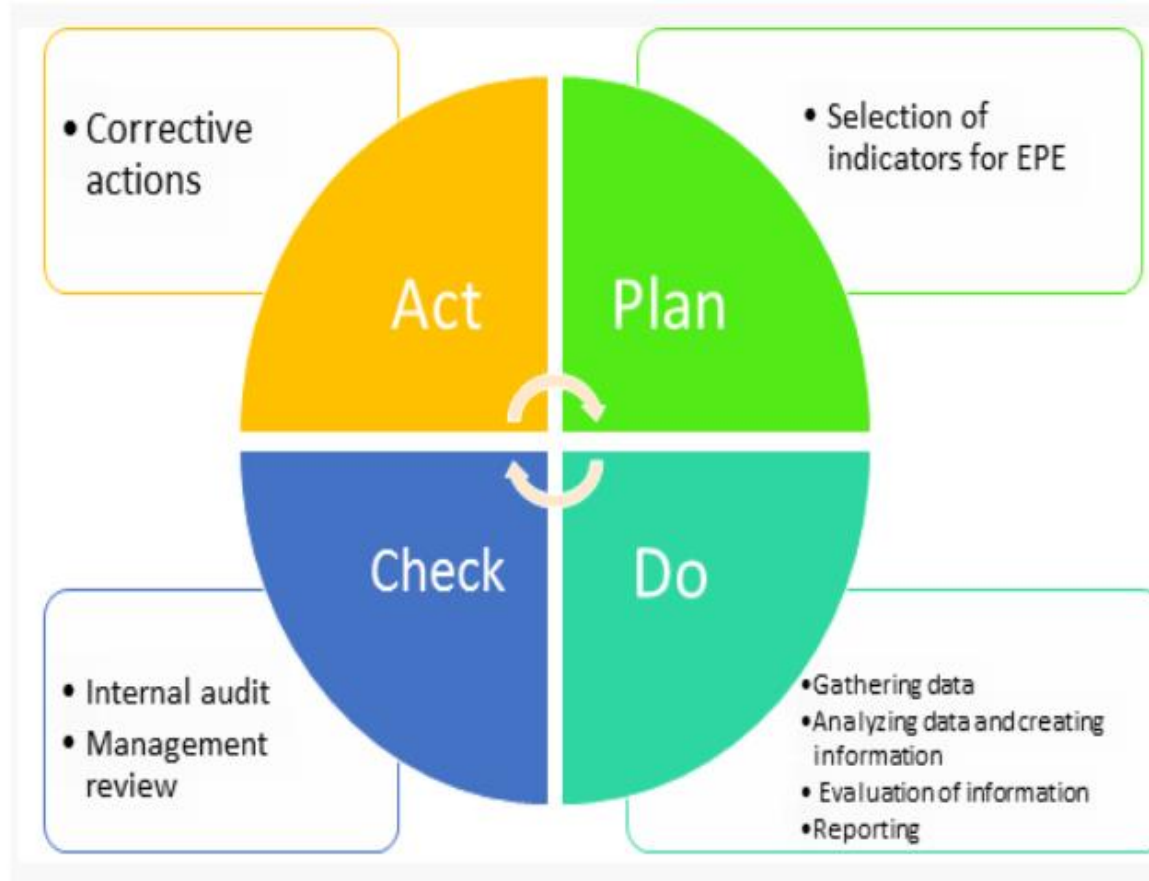 • Corrective
actions
• Selection of
indicators for EPE
Act
Plan
Check
Do
• Internal audit
• Management
review
•Gathering data
•Analyzing data and creating
information
• Evaluation of information
•Reporting